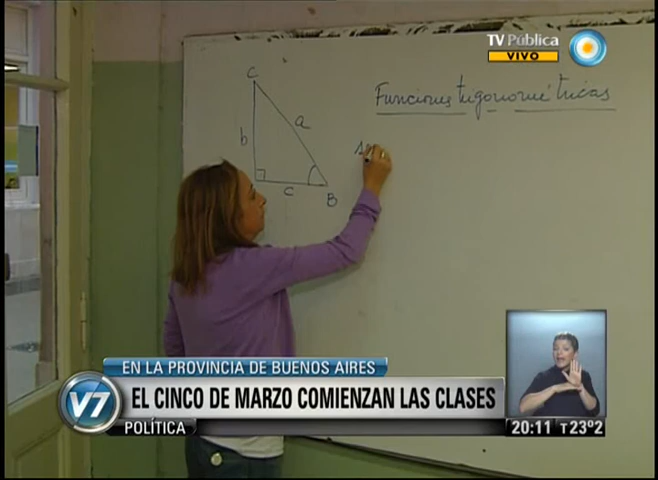 TV Pública
VIVO
Funciones trigonométricas
C
a
b
c
B
EN LA PROVINCIA DE BUENOS AIRES
V7
EL CINCO DE MARZO COMIENZAN LAS CLASES
POLÍTICA
20:11 T23º2